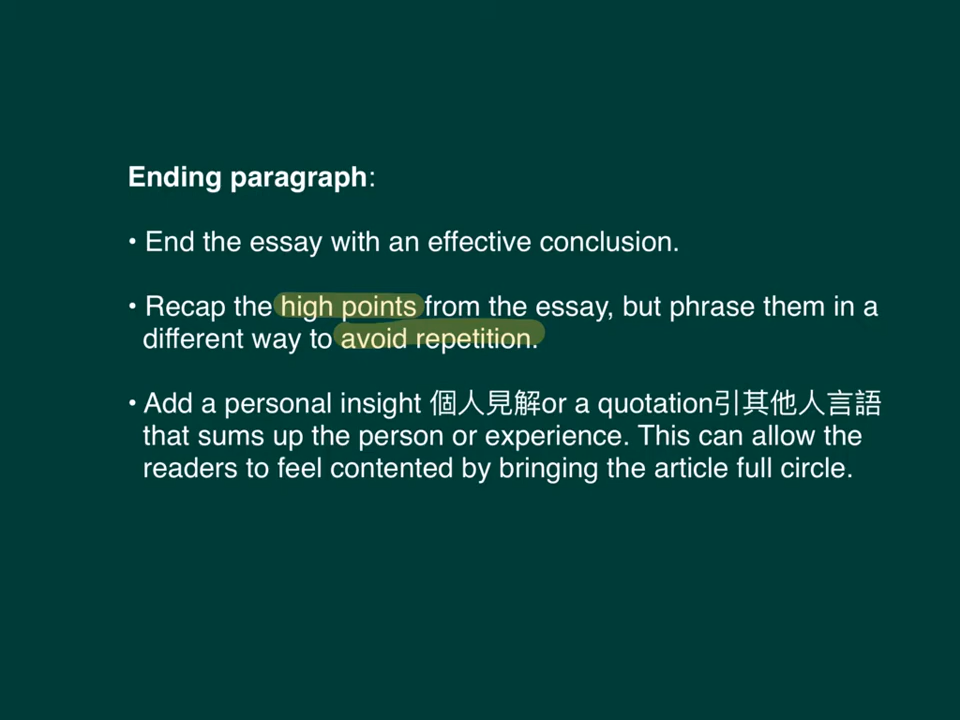 Ending paragraph:
• End the essay with an effective conclusion.
• Recap the high points from the essay, but phrase them in a
different way to avoid repetition.
• Add a personal insight 個人見解or a quotation引其他人言語
that sums up the person or experience. This can allow the
readers to feel contented by bringing the article full circle.